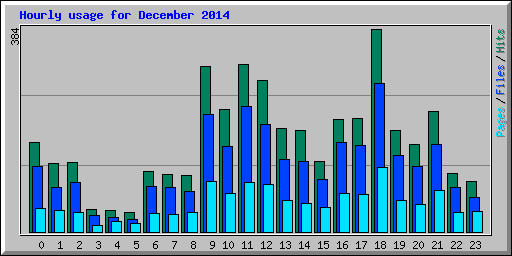 Hourly usage for December 2014
384
Pages / Files / Hits
0 1 2 3 4 5 6 7 8 9 10 11 12 13 14 15 16 17 18 19 20 21 22 23